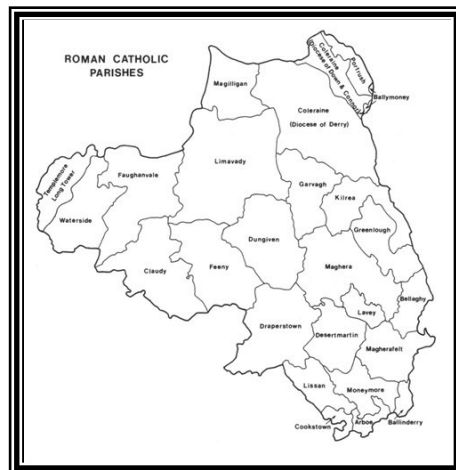 ROMAN CATHOLIC
PARISHES
Coleraine
(Diocese of Down & Connor)
Portrush
Ballymoney
Magilligan
Coleraine
(Diocese of Derry)
Limavady
Templemore
Long Tower
Faughanvale
Waterside
Garvagh
Kilrea
Greenlough
Dungiven
Claudy
Feeny
Maghera
Bellaghy
Lavey
Draperstown
Desertmartin
Magherafelt
Lissan
Moneymore
Cookstown
Arboe
Ballinderry